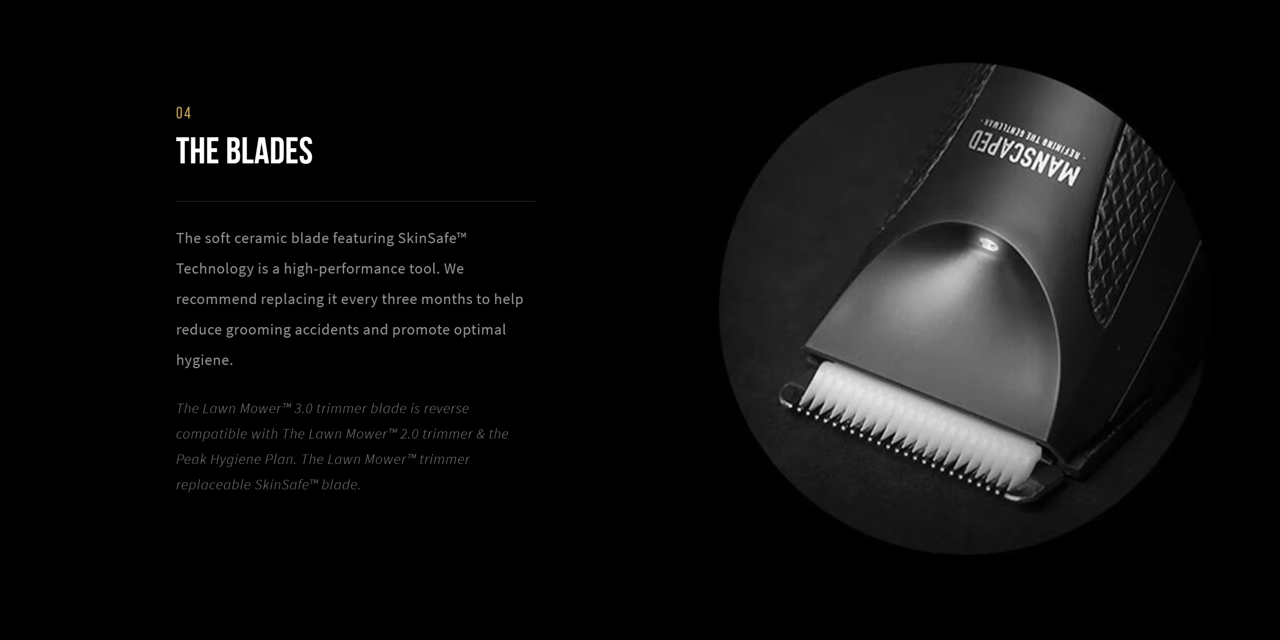 04
THE BLADES
The soft ceramic blade featuring SkinSafe™
Technology is a high-performance tool. We
recommend replacing it every three months to help
reduce grooming accidents and promote optimal
hygiene.
The Lawn Mower™ 3.0 trimmer blade is reverse
compatible with The Lawn Mower™ 2.0 trimmer & the
Peak Hygiene Plan. The Lawn Mower™ trimmer
replaceable SkinSafe™ blade.
MANSCAPED
- REFINING THE GENTLEMAN -